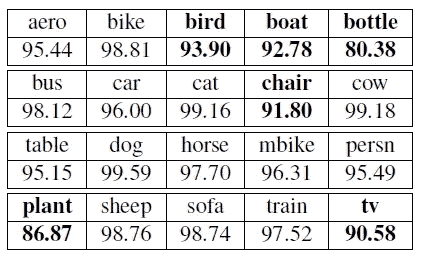 aero bike bird boat bottle
95.44 98.81 93.90 92.78 80.38
bus car cat chair cow
98.12 96.00 99.16 91.80 99.18
table dog horse mbike persn
95.15 99.59 97.70 96.31 95.49
plant sheep sofa train tv
86.87 98.76 98.74 97.52 90.58